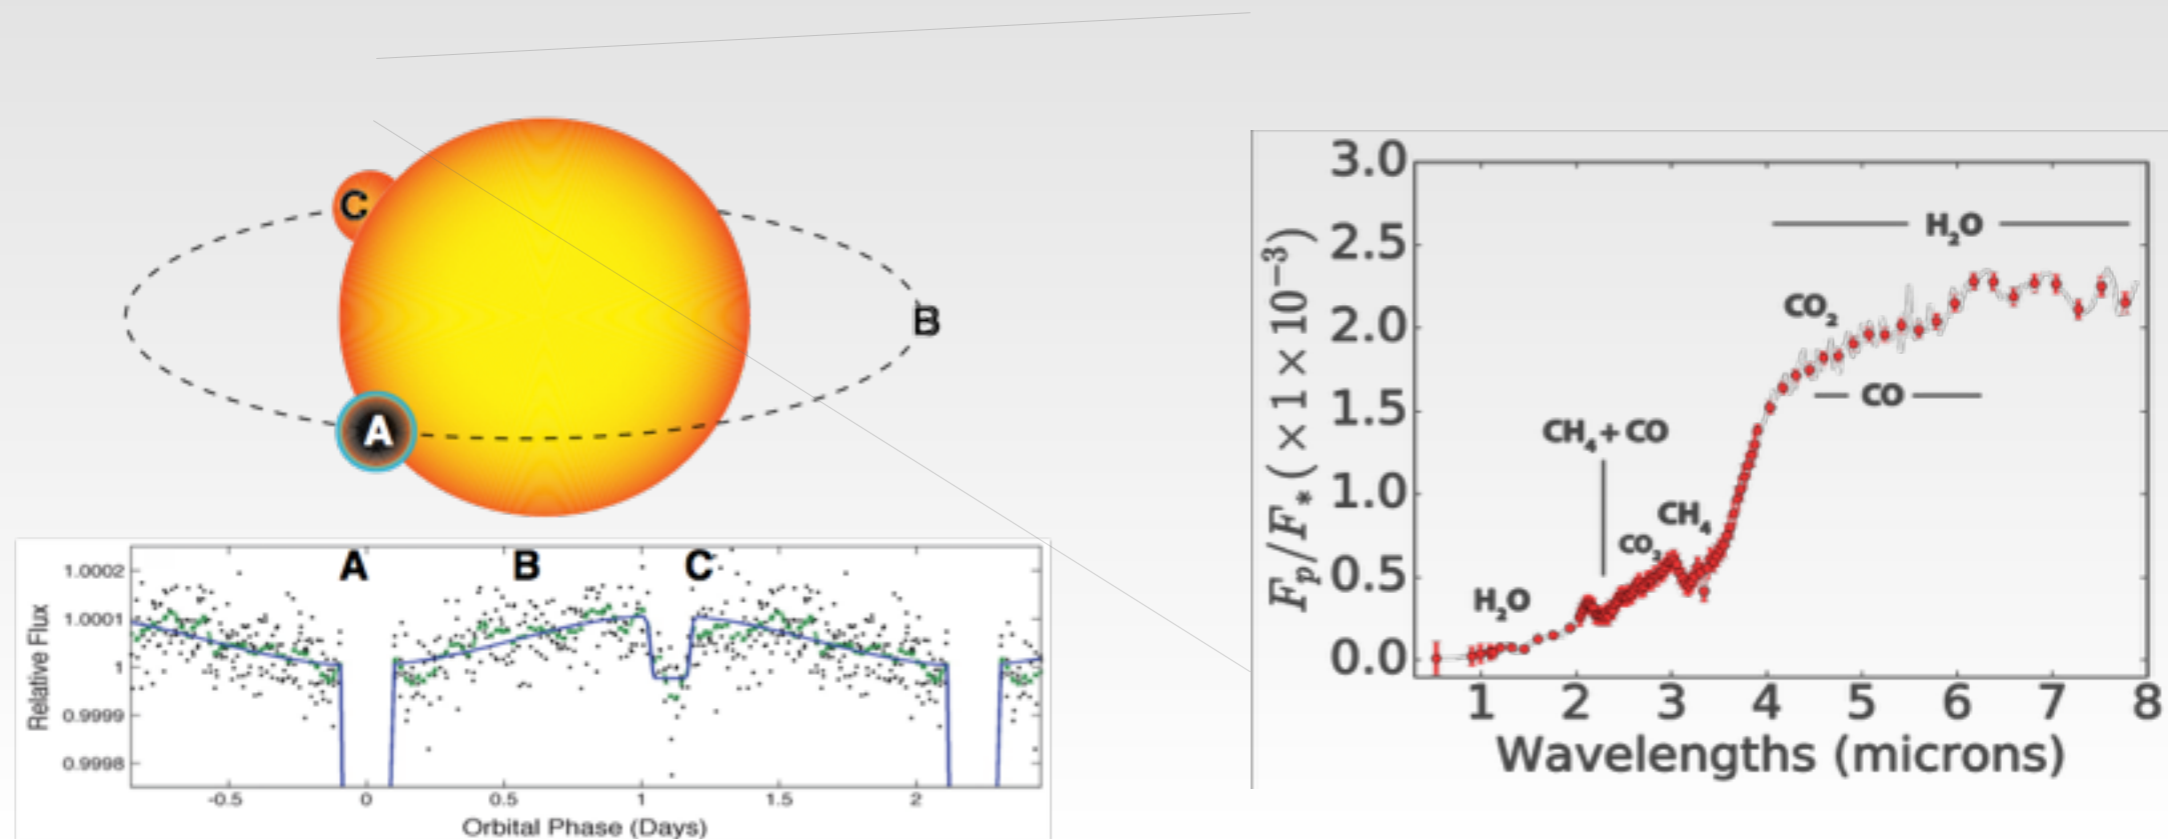 C
B
A
A B C
1.0002
1.0001
1
0.9999
0.9998
Relative Flux
-0.5 0 0.5 1 1.5 2
Orbital Phase (Days)
3.0
2.5
2.0
1.5
1.0
0.5
0.0
Fₚ/F* (×1×10⁻³)
H₂O
CO₂
CO
CH₄+CO
CH₄
CO₂
H₂O
1 2 3 4 5 6 7 8
Wavelengths (microns)